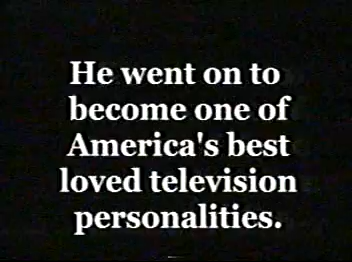 He went on to
become one of
America's best
loved television
personalities.